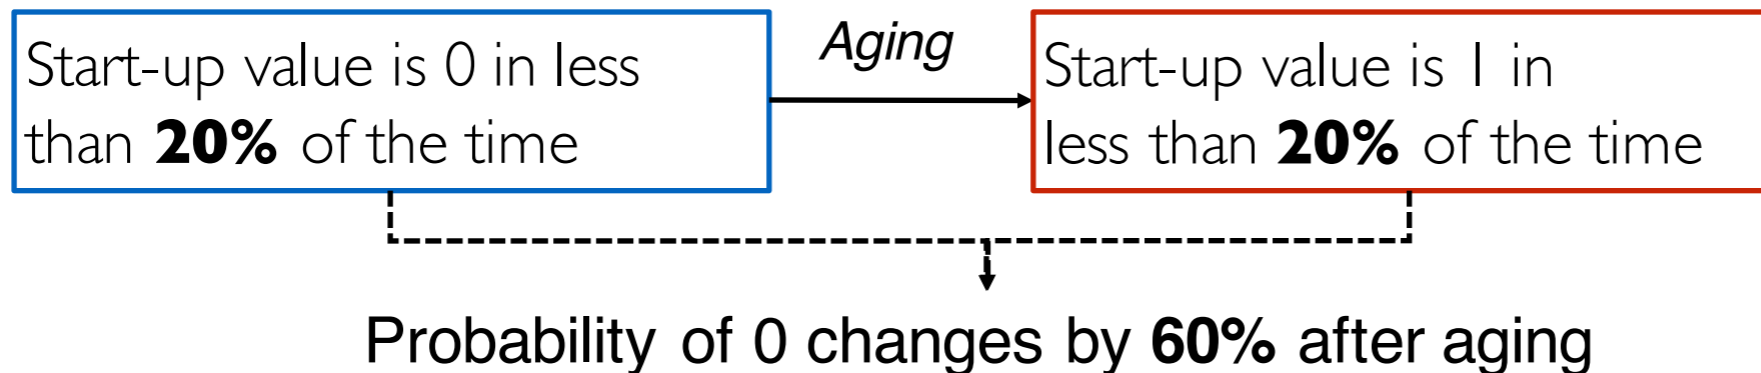 Start-up value is 0 in less
than 20% of the time
Aging
Start-up value is 1 in
less than 20% of the time
Probability of 0 changes by 60% after aging